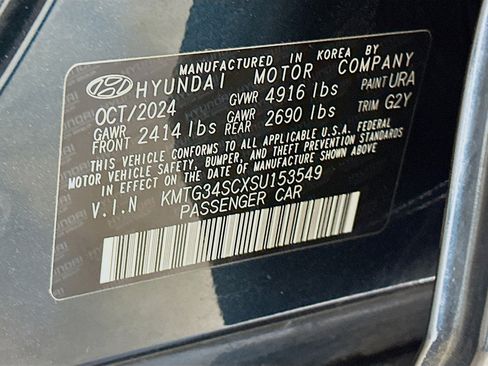 MANUFACTURED IN KOREA BY
HYUNDAI MOTOR COMPANY
OCT/2024 GVWR 4916 lbs PAINT URA
GAWR FRONT 2414 lbs GAWR REAR 2690 lbs TRIM G2Y
THIS VEHICLE CONFORMS TO ALL APPLICABLE U.S.A. FEDERAL
MOTOR VEHICLE SAFETY, BUMPER, AND THEFT PREVENTION STANDARDS
IN EFFECT ON THE DATE OF MANUFACTURE SHOWN ABOVE.
V.I.N KMTG34SCXSU153549
PASSENGER CAR